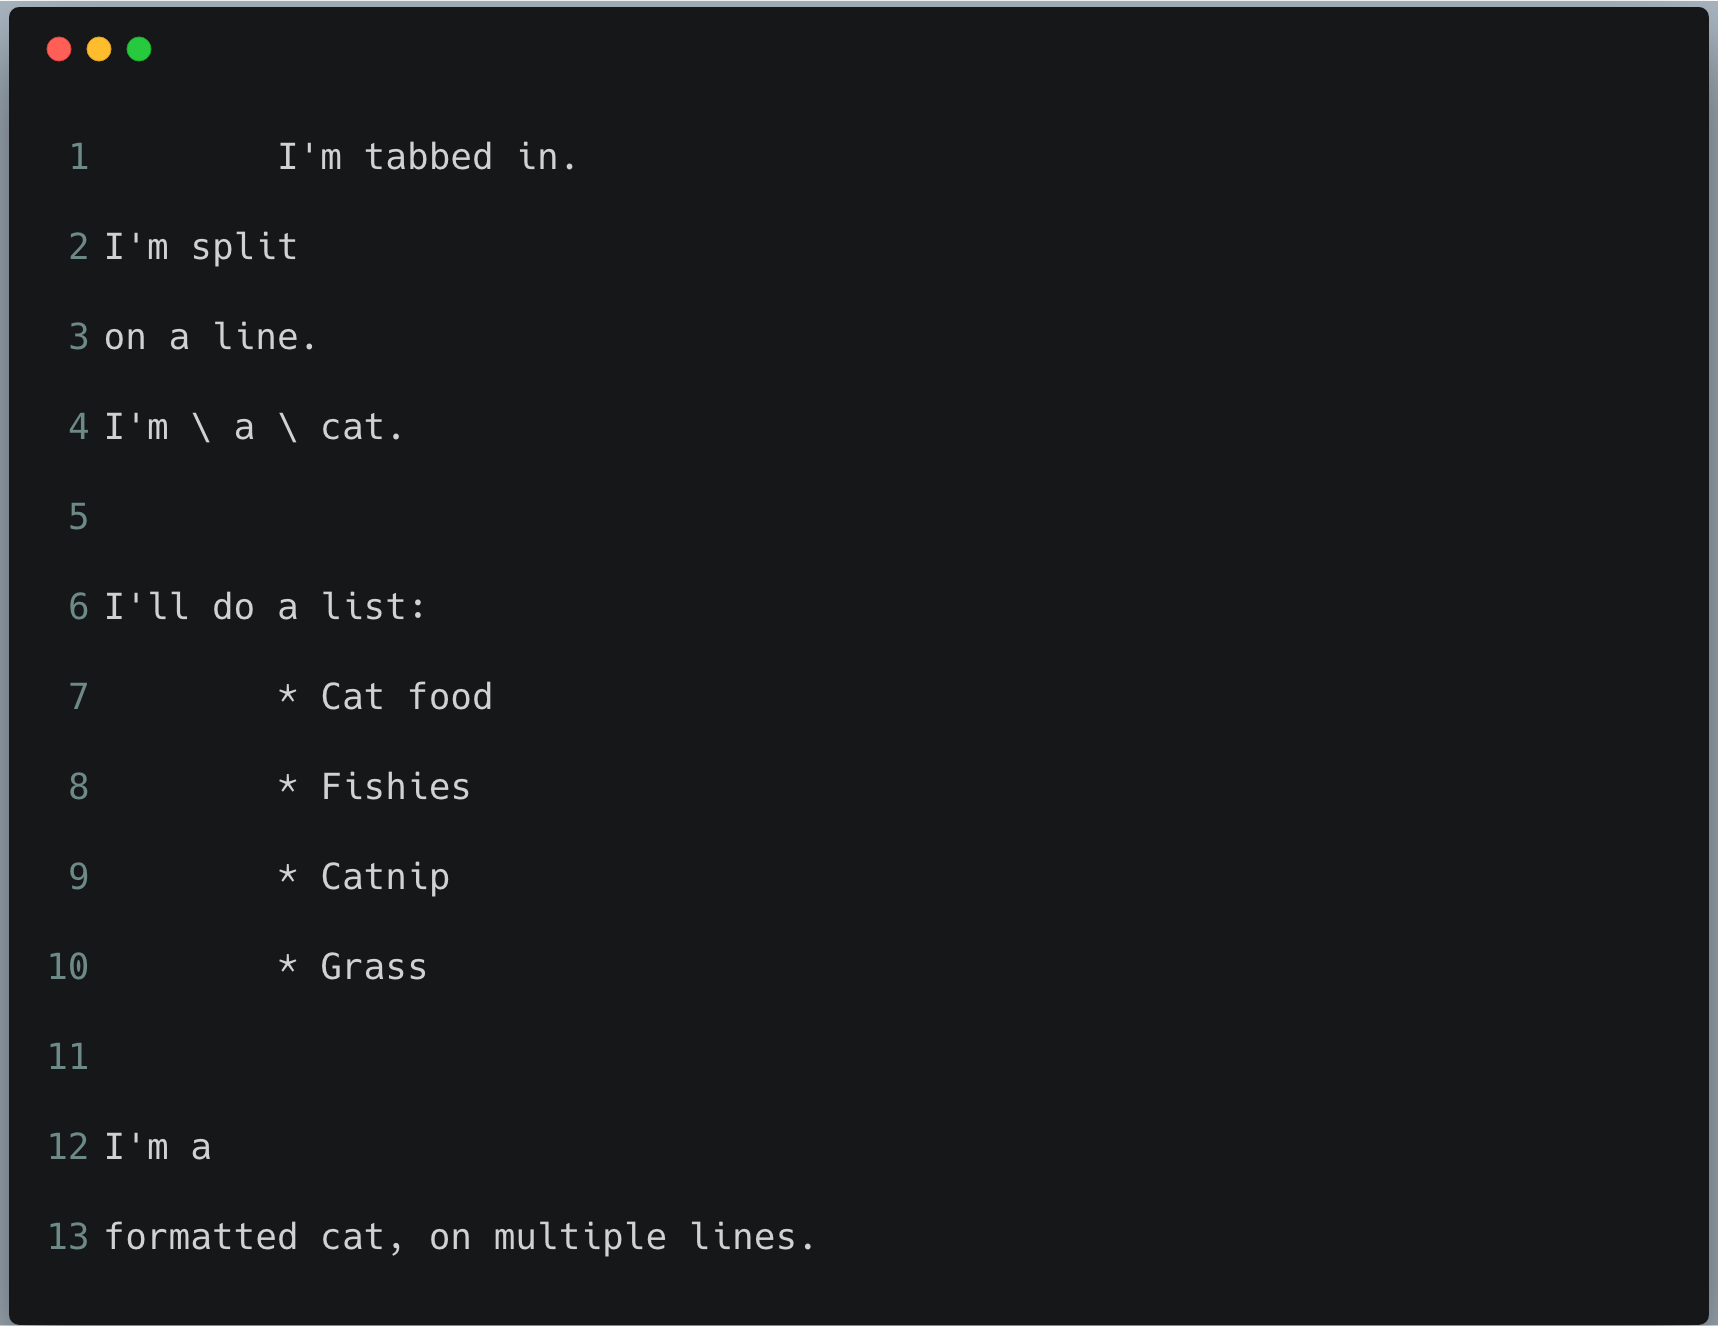 1        I'm tabbed in.
2 I'm split
3 on a line.
4 I'm \ a \ cat.
5
6 I'll do a list:
7        * Cat food
8        * Fishies
9        * Catnip
10        * Grass
11
12 I'm a
13 formatted cat, on multiple lines.